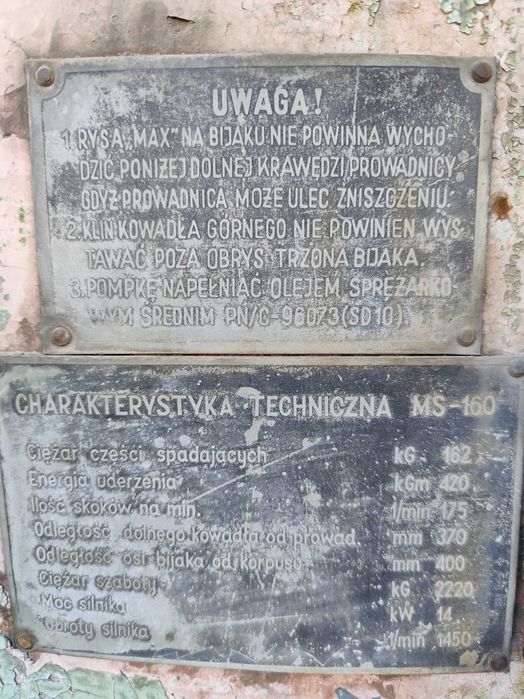 UWAGA!
1. RYSA „MAX" NA BIJAKU NIE POWINNA WYCHO-
DZIĆ PONIŻEJ DOLNEJ KRAWĘDZI PROWADNICY
GDYŻ PROWADNICA MOŻE ULEC ZNISZCZENIU.
2. KLIN KOWADŁA GÓRNEGO NIE POWINIEN WYS
TAWAĆ POZA OBRYS TRZONA BIJAKA.
3. POMPKĘ NAPEŁNIAĆ OLEJEM SPRĘŻARKO
WYM ŚREDNIM PN/C-96073 (SD10)
CHARAKTERYSTYKA TECHNICZNA MS-160
Ciężar części spadających kG 162
Energia uderzenia kGm 420
Ilość skoków na min. 1/min 175
Odległość dolnego kowadła od prowad. mm 370
Odległość osi bijaka od korpusu mm 400
Ciężar szaboty kG 2220
Moc silnika kW 14
Obroty silnika 1/min 1450